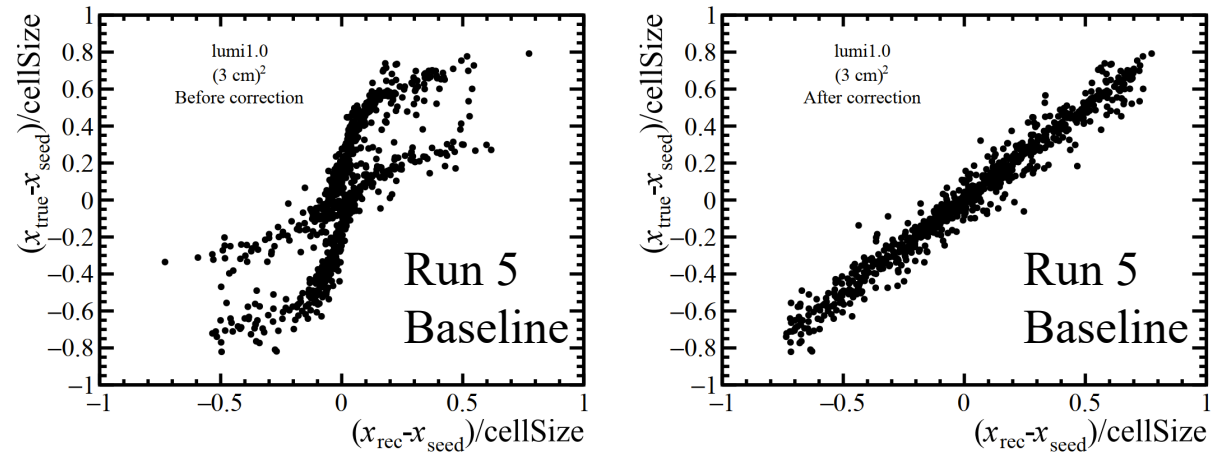 (x_true-x_seed)/cellSize
1
0.8
0.6
0.4
0.2
0
−0.2
−0.4
−0.6
−0.8
−1
lumi1.0
(3 cm)²
Before correction
Run 5
Baseline
−1
−0.5
0
0.5
1
(x_rec-x_seed)/cellSize
(x_true-x_seed)/cellSize
1
0.8
0.6
0.4
0.2
0
−0.2
−0.4
−0.6
−0.8
−1
lumi1.0
(3 cm)²
After correction
Run 5
Baseline
−1
−0.5
0
0.5
1
(x_rec-x_seed)/cellSize